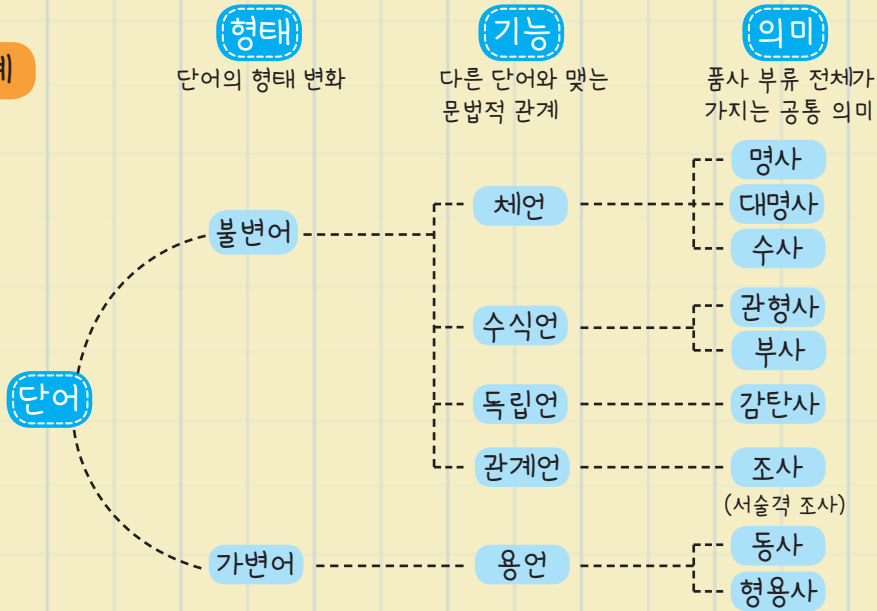 계
형태
단어의 형태 변화
기능
다른 단어와 맺는
문법적 관계
의미
품사 부류 전체가
가지는 공통 의미
단어
불변어
체언
명사
대명사
수사
수식언
관형사
부사
독립언
감탄사
관계언
조사
(서술격 조사)
가변어
용언
동사
형용사